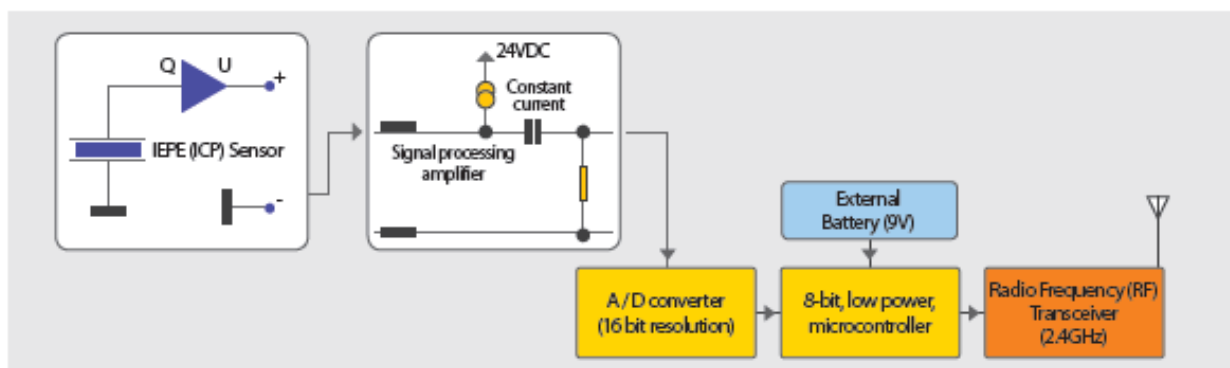 Q U
+
IEPE (ICP) Sensor
-
24VDC
Constant
current
Signal processing
amplifier
External
Battery (9V)
A / D converter
(16 bit resolution)
8-bit, low power,
microcontroller
Radio Frequency (RF)
Transceiver
(2.4GHz)